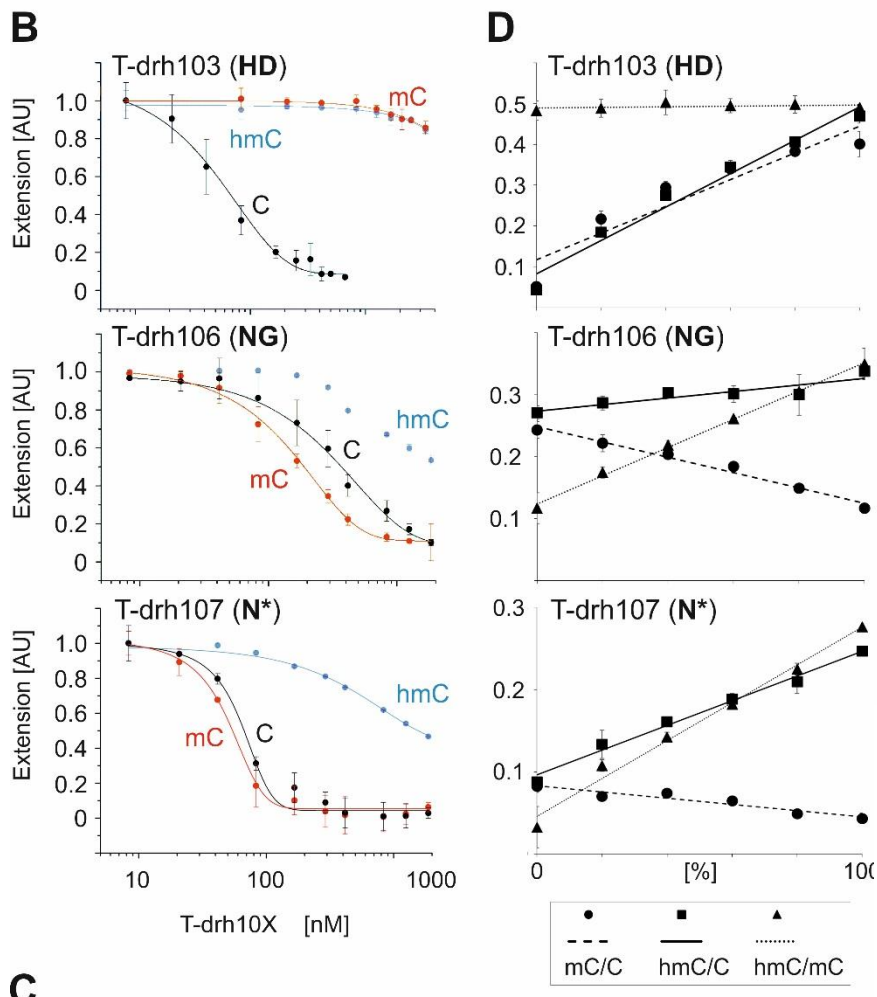 B
T-drh103 (HD)
Extension [AU]
1.0
0.8
0.6
0.4
0.2
0
mC
hmC
C
T-drh106 (NG)
Extension [AU]
1.0
0.8
0.6
0.4
0.2
0
hmC
C
mC
T-drh107 (N*)
Extension [AU]
1.0
0.8
0.6
0.4
0.2
0
hmC
C
mC
10
100
1000
T-drh10X [nM]
D
T-drh103 (HD)
0.5
0.4
0.3
0.2
0.1
T-drh106 (NG)
0.3
0.2
0.1
T-drh107 (N*)
0.3
0.2
0.1
0
[%]
100
mC/C
hmC/C
hmC/mC
C